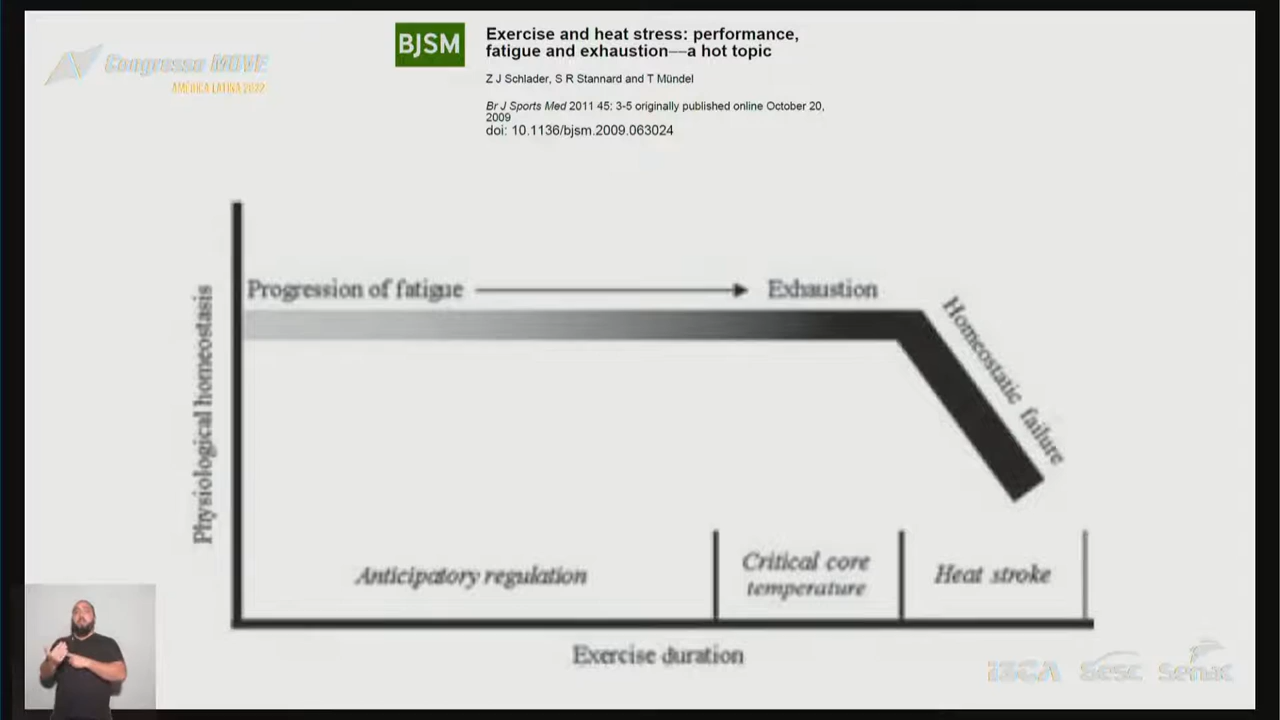 Congresso MOVE
AMÉRICA LATINA 2022
BJSM
Exercise and heat stress: performance,
fatigue and exhaustion—a hot topic
Z J Schlader, S R Stannard and T Mündel
Br J Sports Med 2011 45: 3-5 originally published online October 20,
2009
doi: 10.1136/bjsm.2009.063024
Progression of fatigue
Exhaustion
Homeostatic failure
Physiological homeostasis
Anticipatory regulation
Critical core
temperature
Heat stroke
Exercise duration
Sesc
Senac